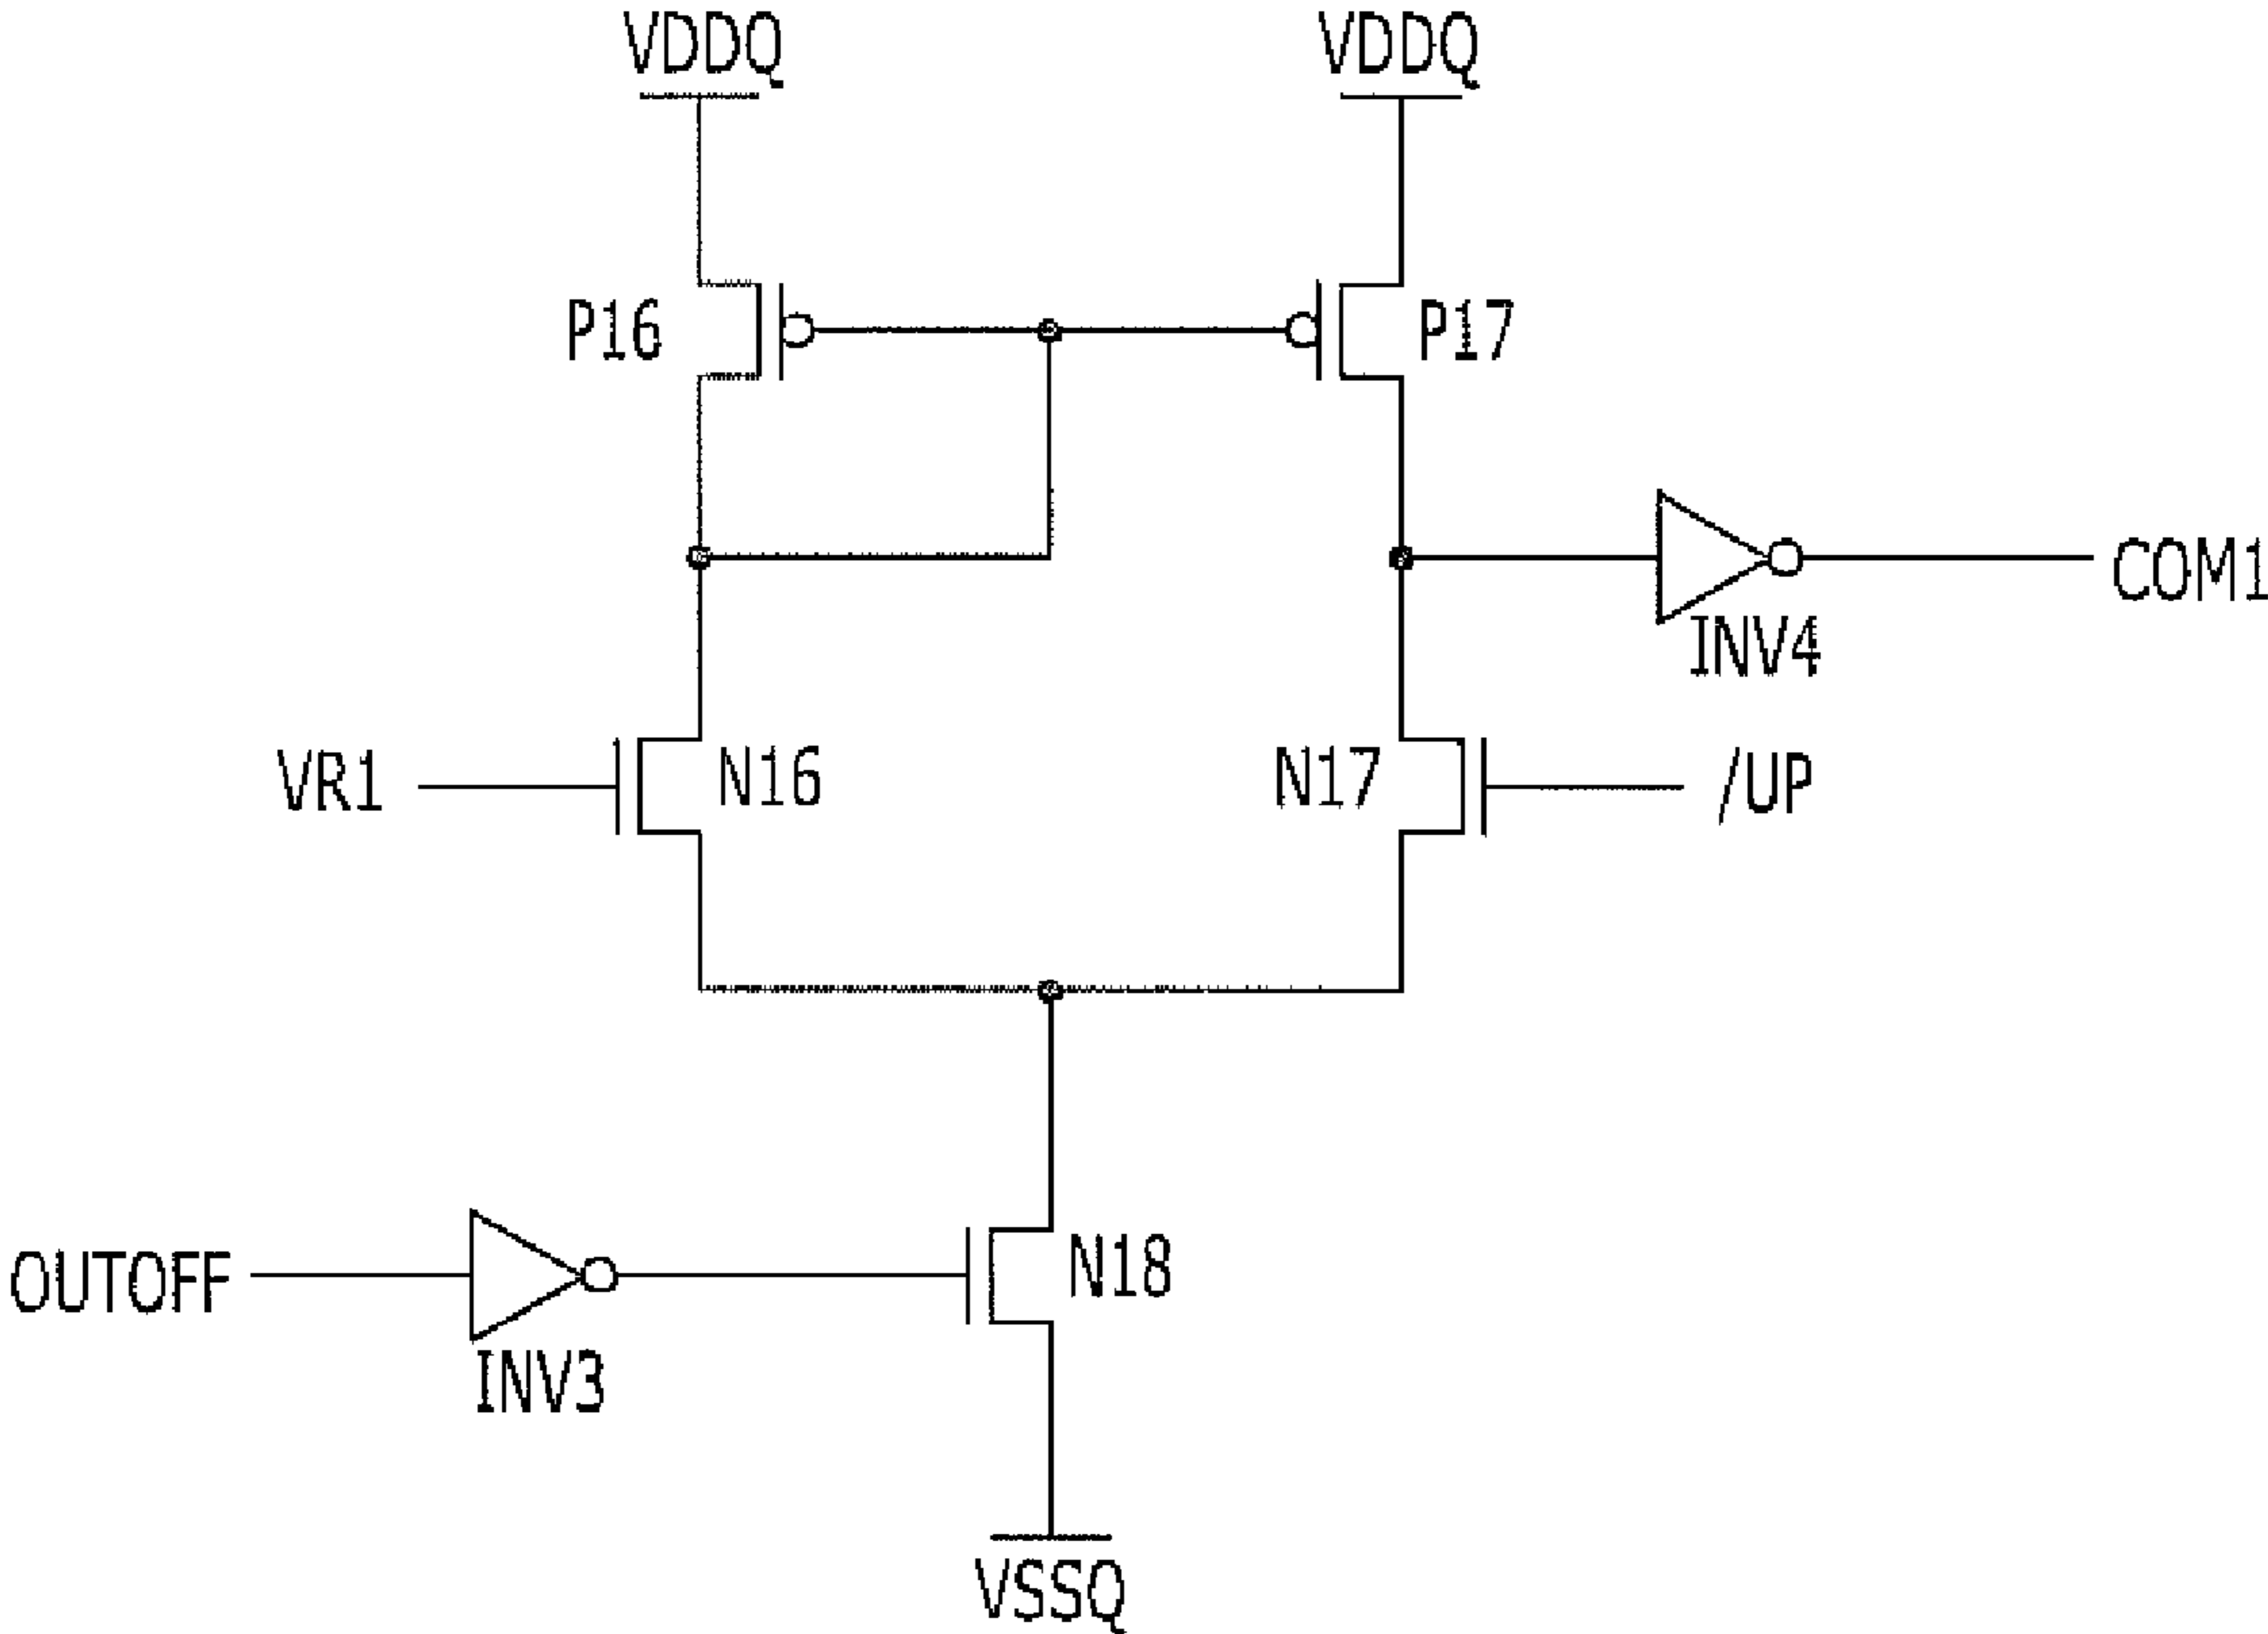 VDDQ
VDDQ
P16
P17
COM1
INV4
VR1
N16
N17
/UP
OUTOFF
N18
INV3
VSSQ